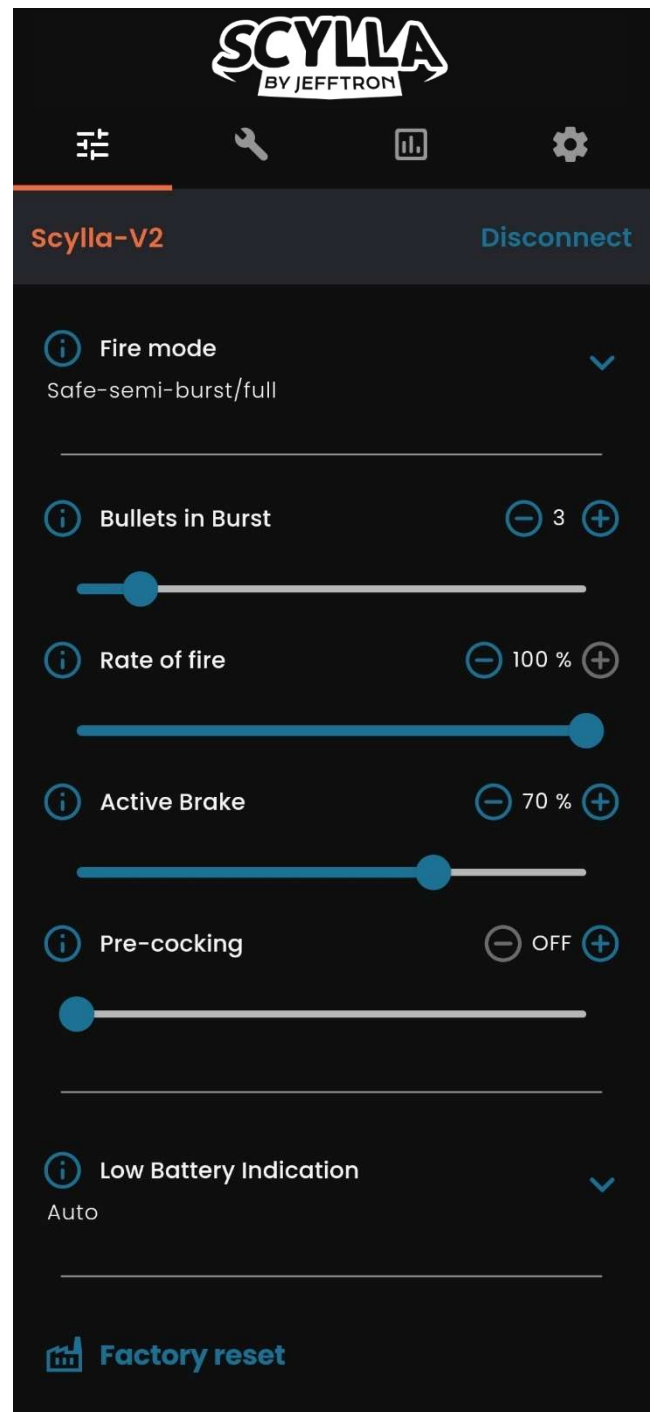 SCYLLA
BY JEFFTRON
Scylla-V2 Disconnect
Fire mode
Safe-semi-burst/full
Bullets in Burst 3
Rate of fire 100 %
Active Brake 70 %
Pre-cocking OFF
Low Battery Indication
Auto
Factory reset